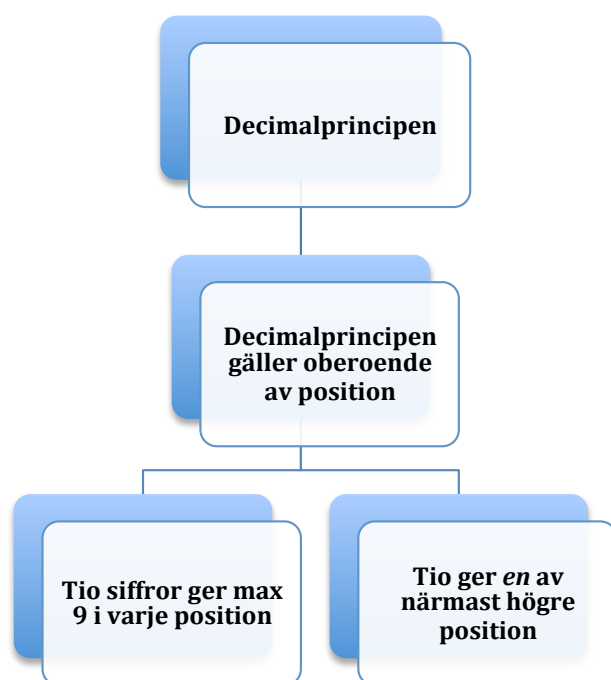 Decimalprincipen
Decimalprincipen
gäller oberoende
av position
Tio siffror ger max
9 i varje position
Tio ger en av
närmast högre
position